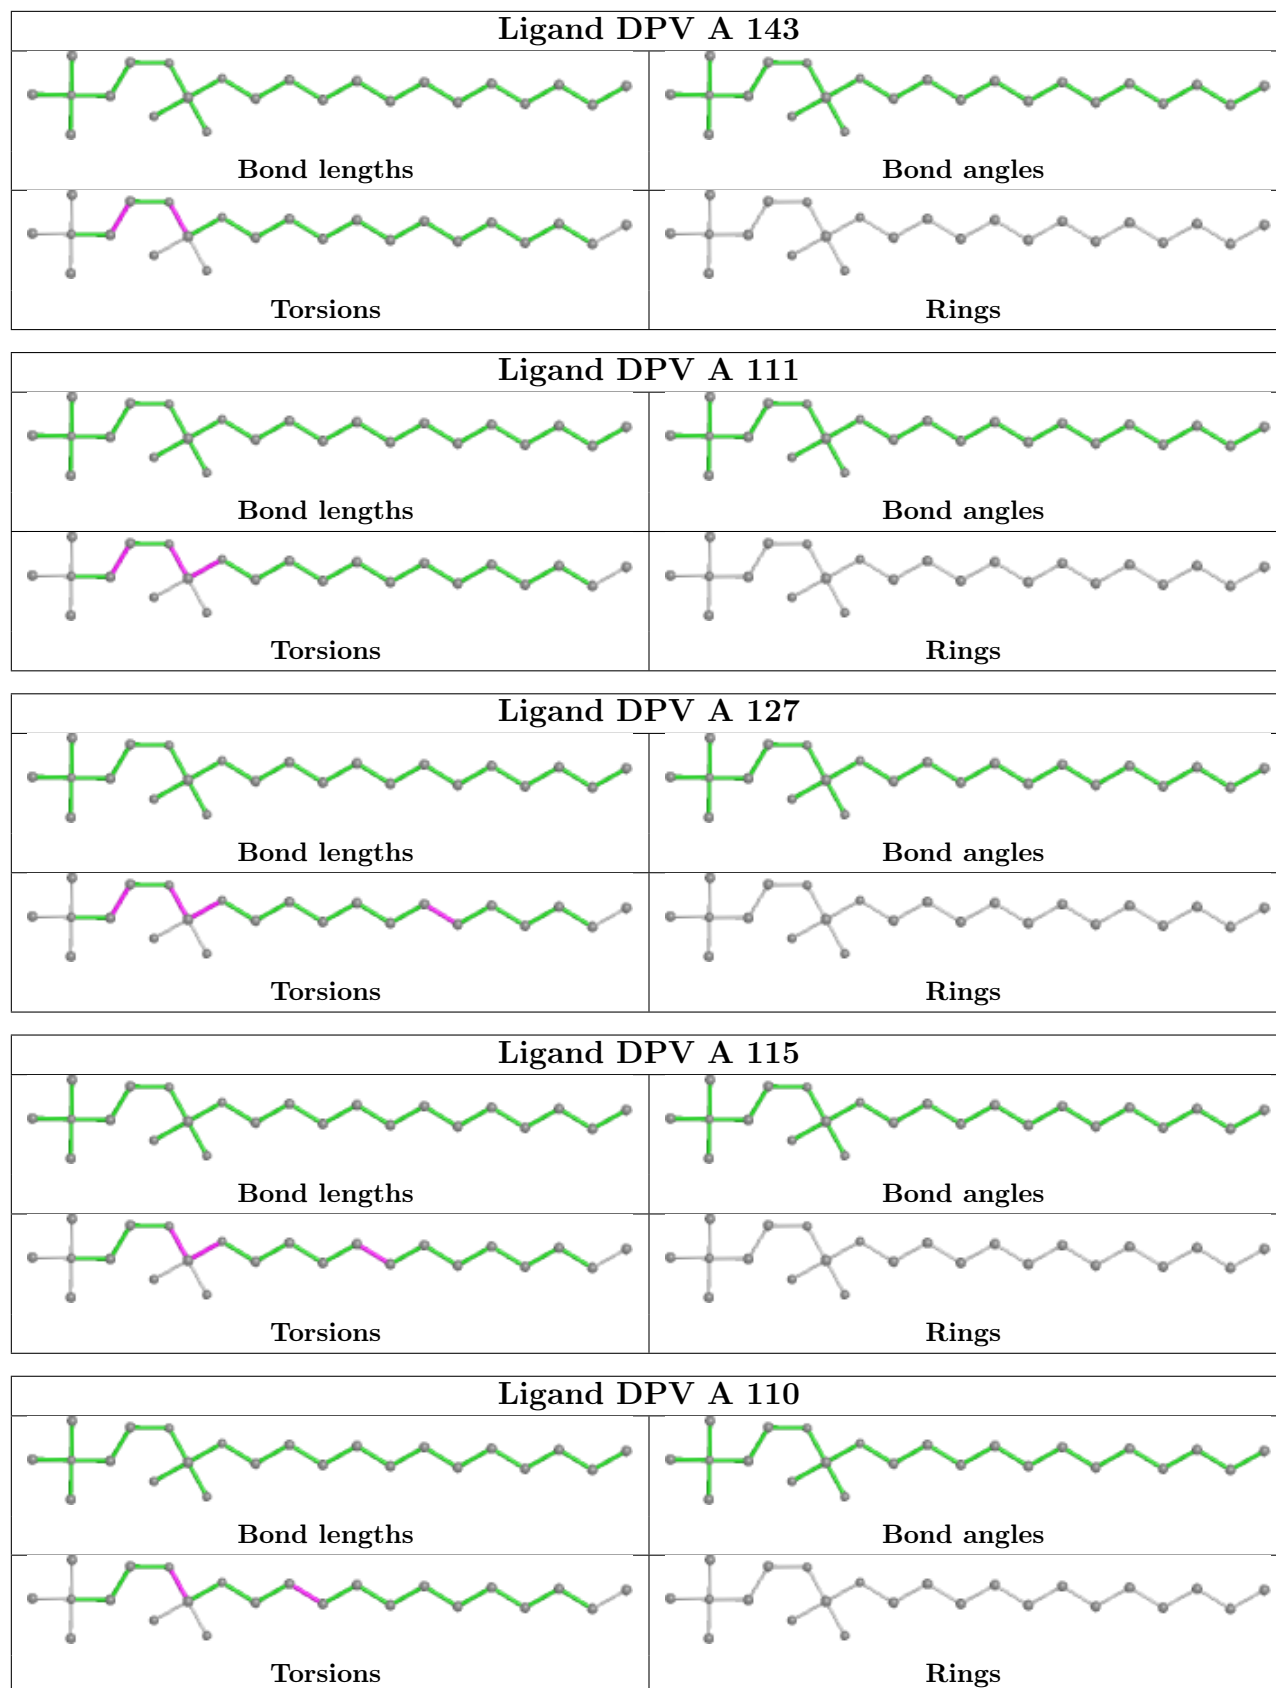 Ligand DPV A 143
Bond lengths
Bond angles
Torsions
Rings
Ligand DPV A 111
Bond lengths
Bond angles
Torsions
Rings
Ligand DPV A 127
Bond lengths
Bond angles
Torsions
Rings
Ligand DPV A 115
Bond lengths
Bond angles
Torsions
Rings
Ligand DPV A 110
Bond lengths
Bond angles
Torsions
Rings